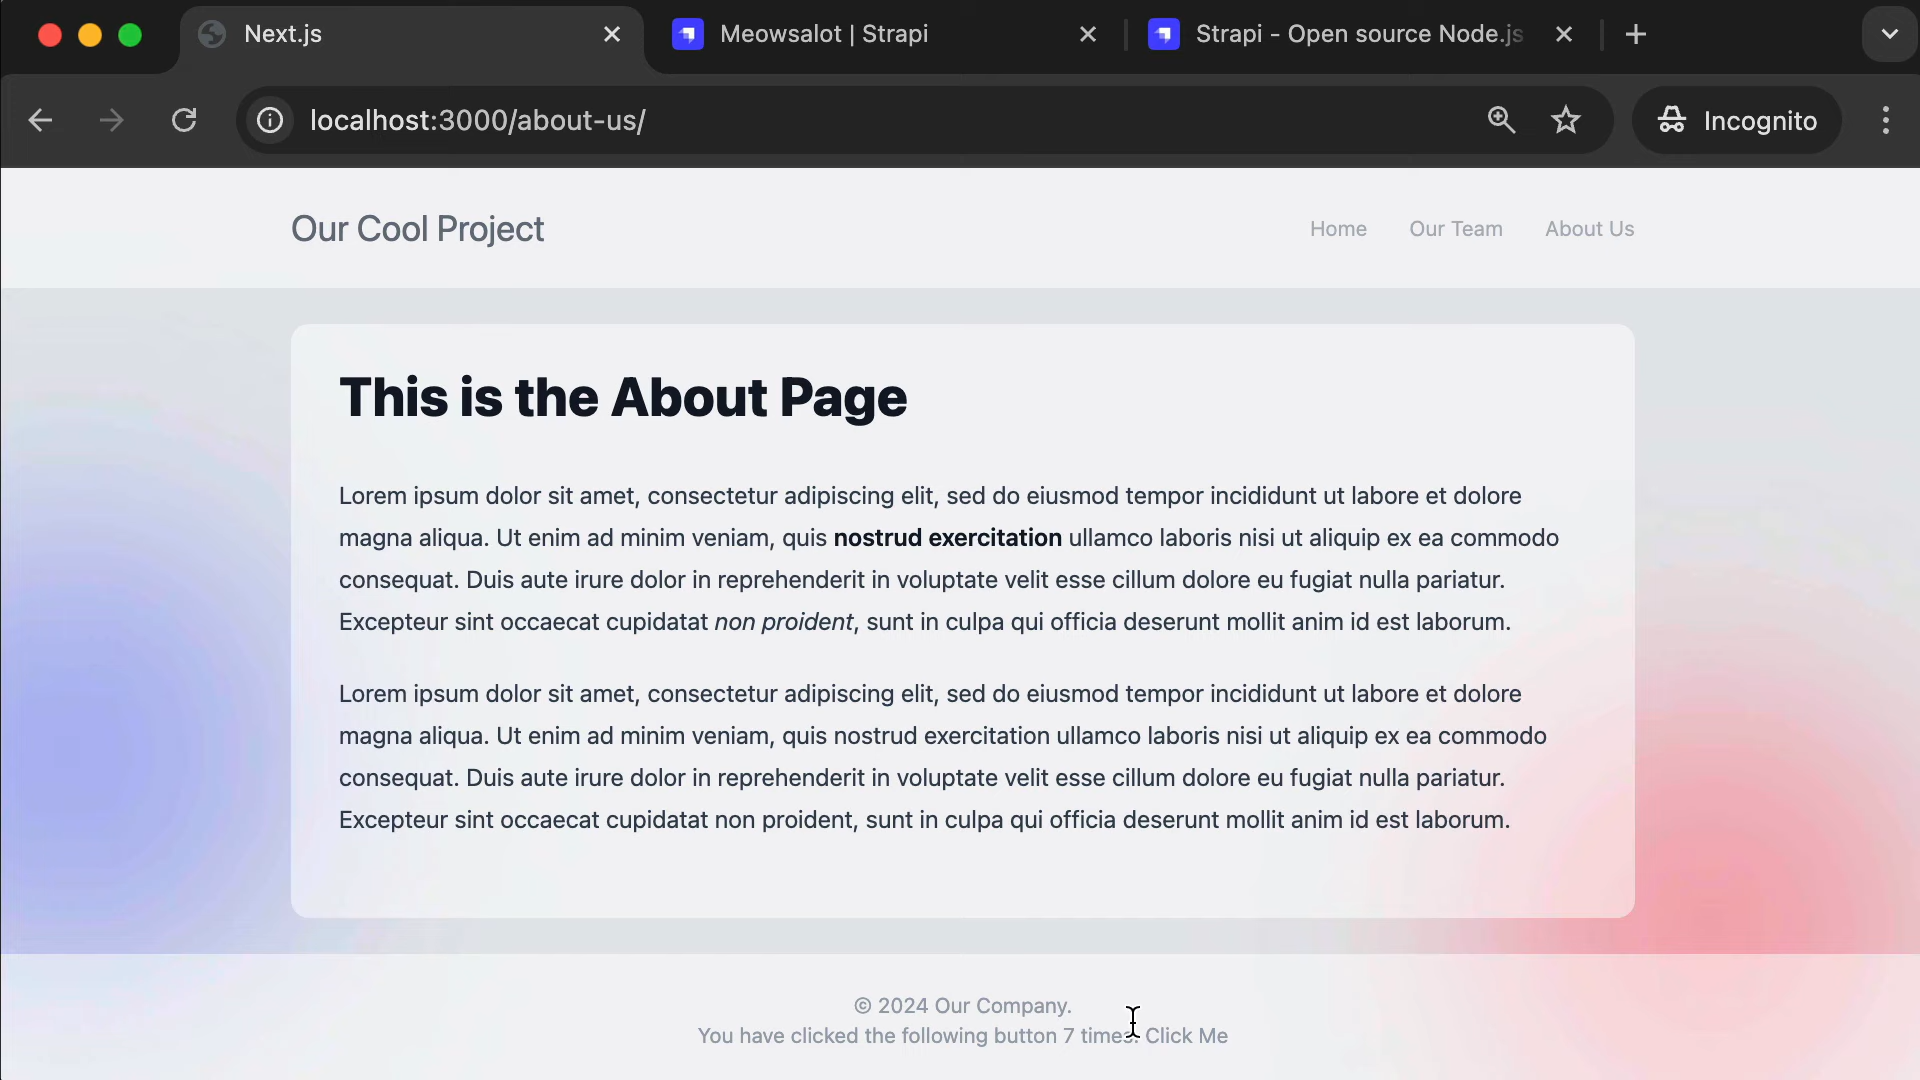 Next.js
Meowsalot | Strapi
Strapi - Open source Node.js
localhost:3000/about-us/
Incognito
Our Cool Project
Home
Our Team
About Us
This is the About Page
Lorem ipsum dolor sit amet, consectetur adipiscing elit, sed do eiusmod tempor incididunt ut labore et dolore
magna aliqua. Ut enim ad minim veniam, quis nostrud exercitation ullamco laboris nisi ut aliquip ex ea commodo
consequat. Duis aute irure dolor in reprehenderit in voluptate velit esse cillum dolore eu fugiat nulla pariatur.
Excepteur sint occaecat cupidatat non proident, sunt in culpa qui officia deserunt mollit anim id est laborum.
Lorem ipsum dolor sit amet, consectetur adipiscing elit, sed do eiusmod tempor incididunt ut labore et dolore
magna aliqua. Ut enim ad minim veniam, quis nostrud exercitation ullamco laboris nisi ut aliquip ex ea commodo
consequat. Duis aute irure dolor in reprehenderit in voluptate velit esse cillum dolore eu fugiat nulla pariatur.
Excepteur sint occaecat cupidatat non proident, sunt in culpa qui officia deserunt mollit anim id est laborum.
© 2024 Our Company.
You have clicked the following button 7 times. Click Me